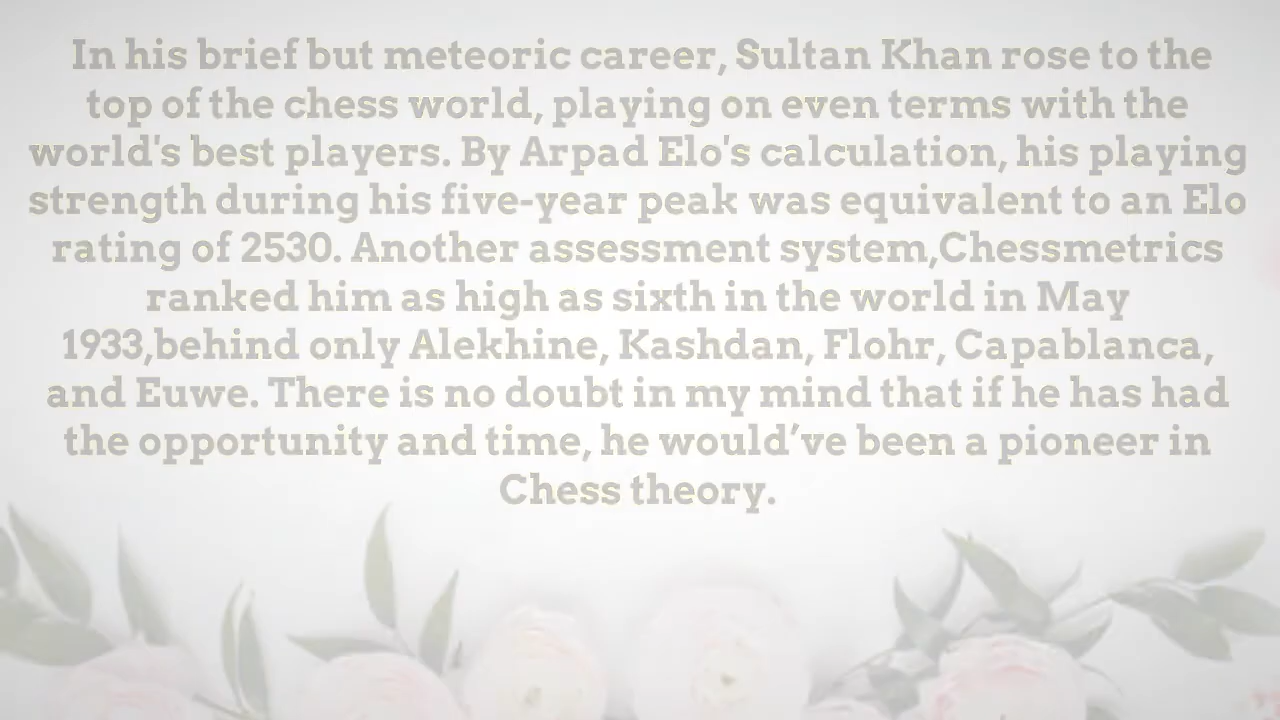 In his brief but meteoric career, Sultan Khan rose to the
top of the chess world, playing on even terms with the
world's best players. By Arpad Elo's calculation, his playing
strength during his five-year peak was equivalent to an Elo
rating of 2530. Another assessment system,Chessmetrics
ranked him as high as sixth in the world in May
1933,behind only Alekhine, Kashdan, Flohr, Capablanca,
and Euwe. There is no doubt in my mind that if he has had
the opportunity and time, he would’ve been a pioneer in
Chess theory.